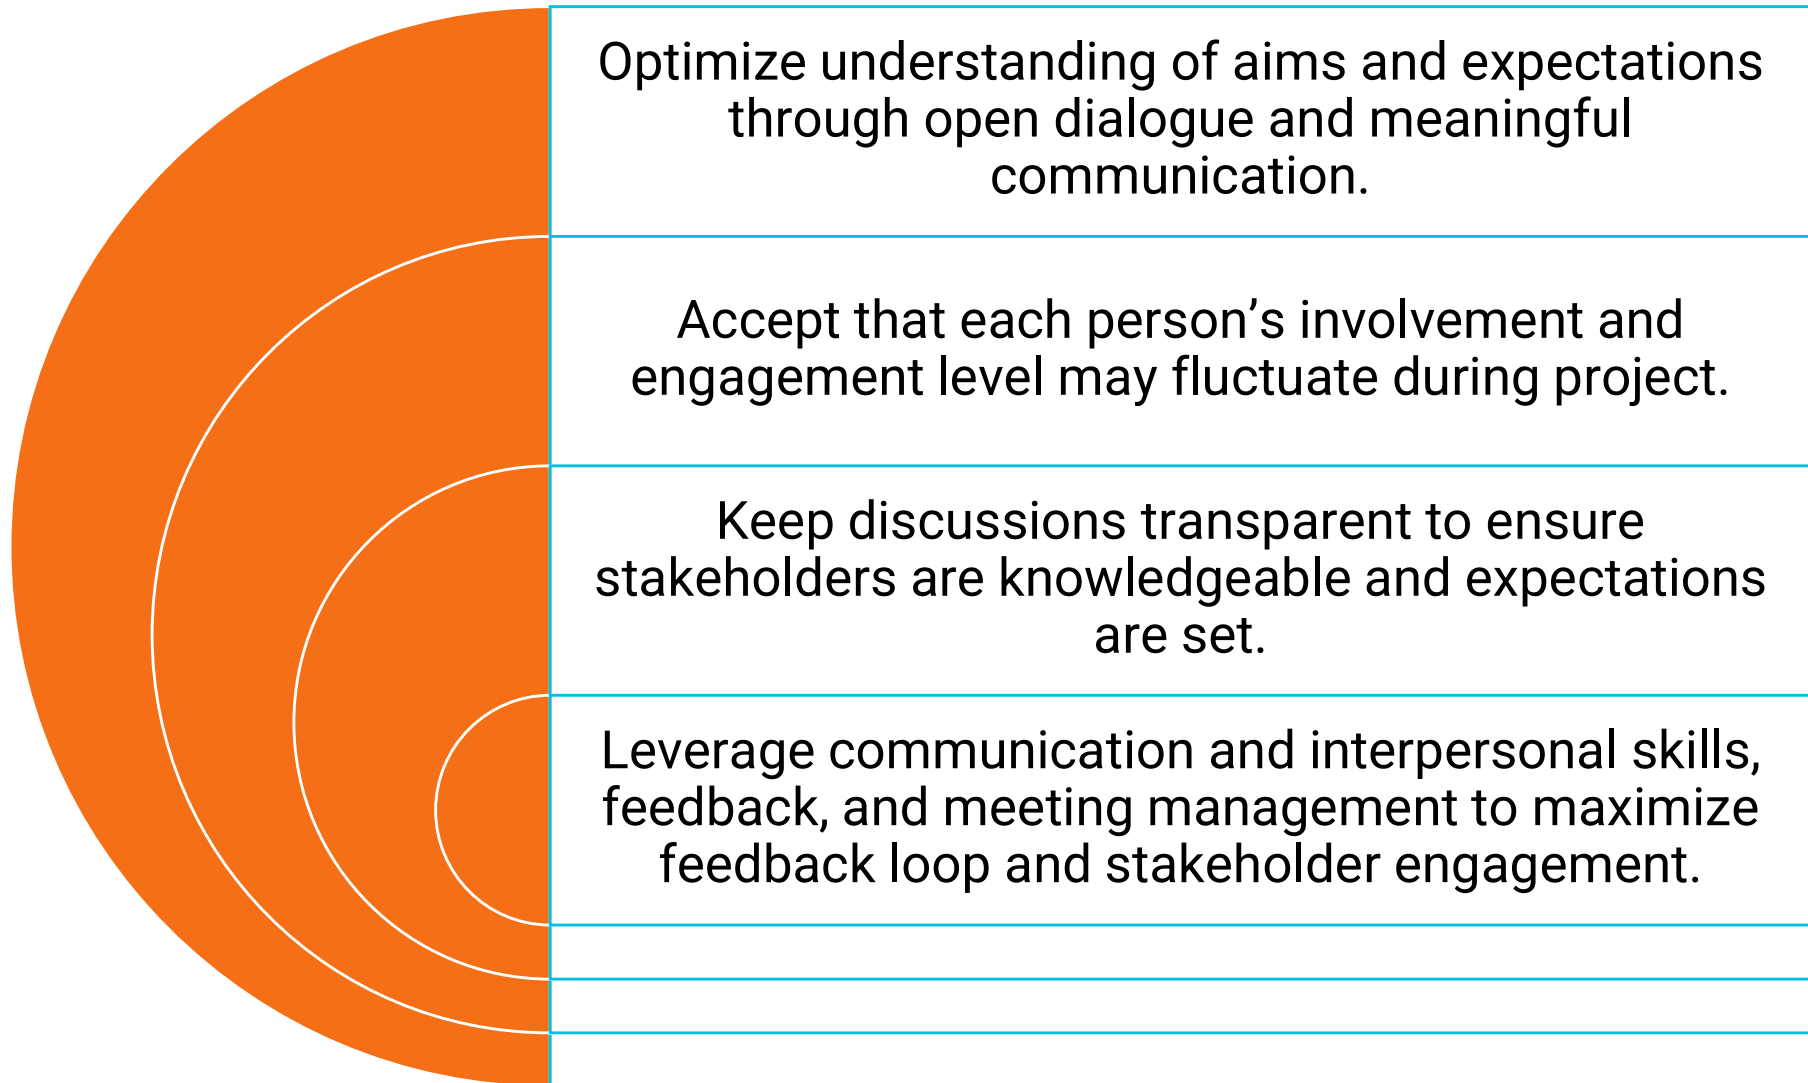 Optimize understanding of aims and expectations
through open dialogue and meaningful
communication.
Accept that each person’s involvement and
engagement level may fluctuate during project.
Keep discussions transparent to ensure
stakeholders are knowledgeable and expectations
are set.
Leverage communication and interpersonal skills,
feedback, and meeting management to maximize
feedback loop and stakeholder engagement.